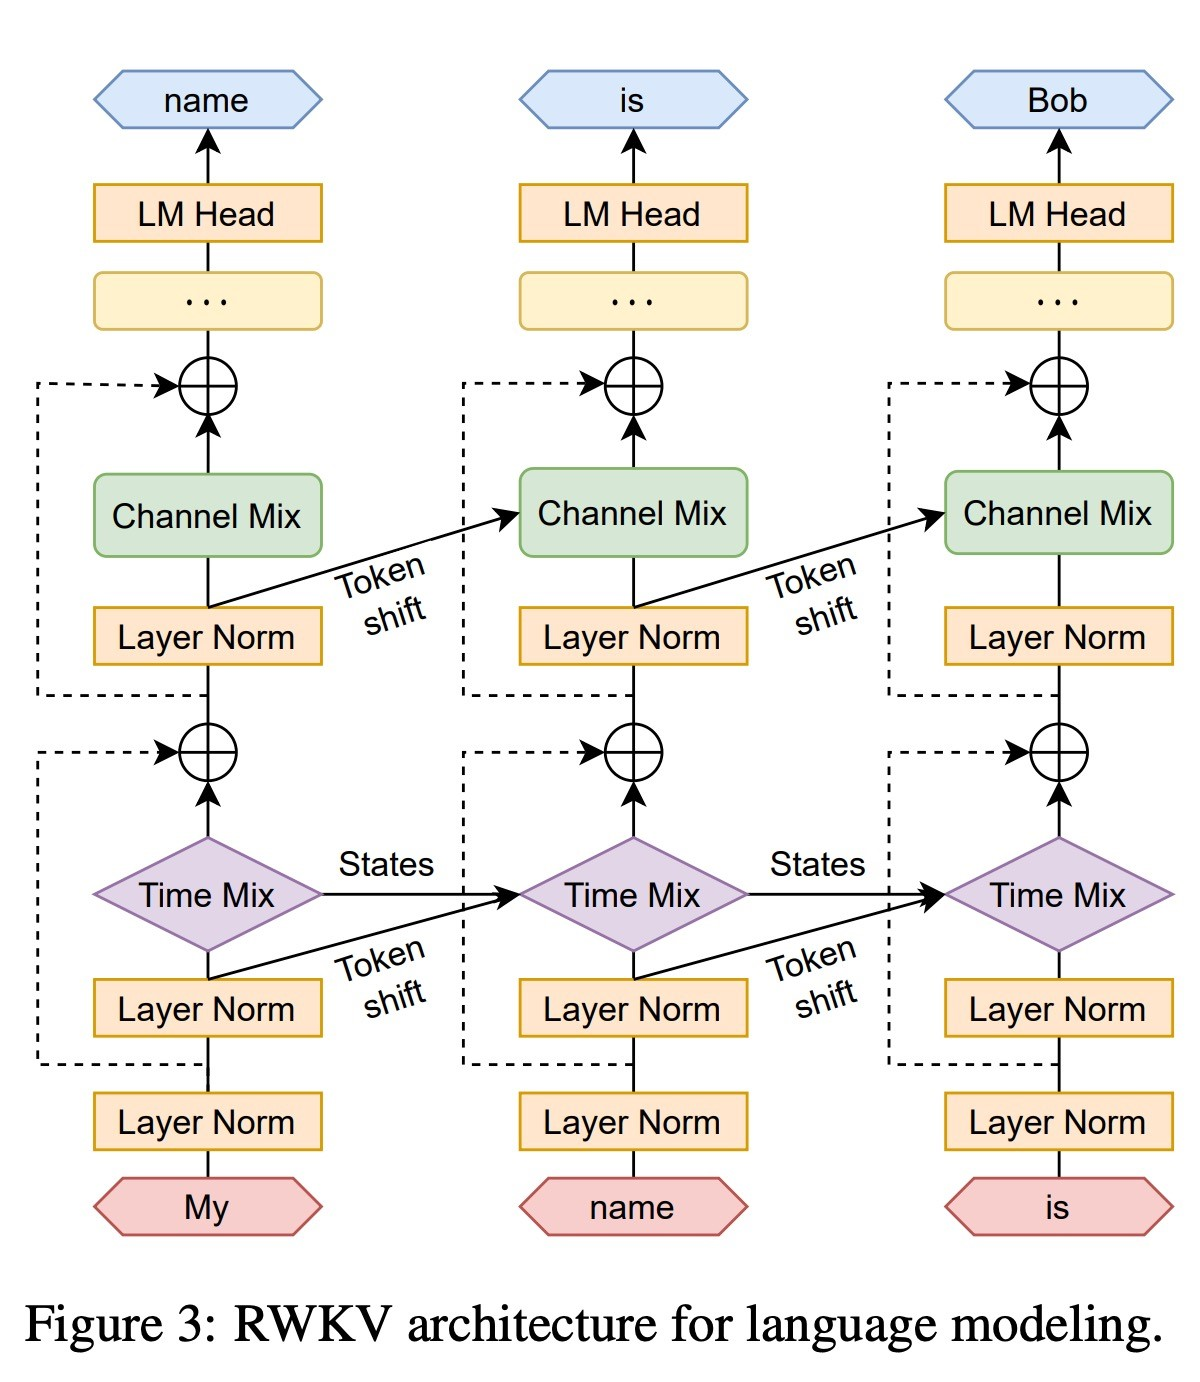 name is Bob
LM Head LM Head LM Head
... ... ...
Channel Mix Channel Mix Channel Mix
Token Token
shift shift
Layer Norm Layer Norm Layer Norm
States States
Time Mix Time Mix Time Mix
Token Token
shift shift
Layer Norm Layer Norm Layer Norm
Layer Norm Layer Norm Layer Norm
My name is
Figure 3: RWKV architecture for language modeling.